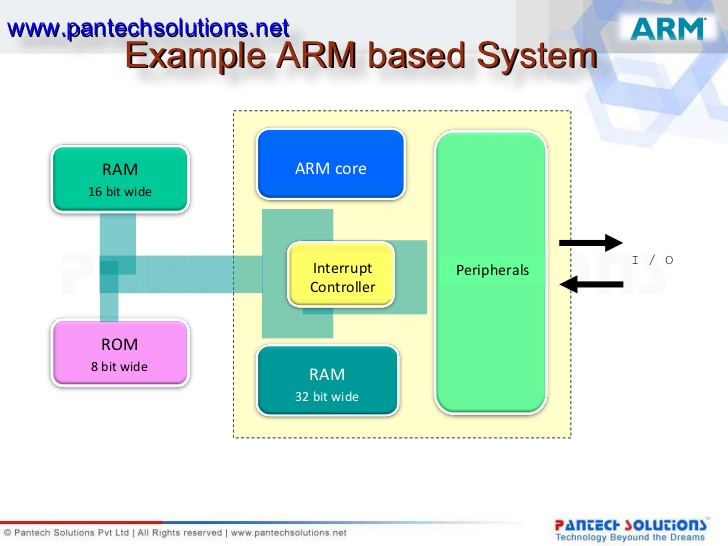 www.pantechsolutions.net
ARM
Example ARM based System
RAM
16 bit wide
ARM core
Interrupt
Controller
Peripherals
I / O
ROM
8 bit wide
RAM
32 bit wide
PANTECH SOLUTIONS
© Pantech Solutions Pvt Ltd | All Rights reserved | www.pantechsolutions.net
PANTECH SOLUTIONS
Technology Beyound the Dreams